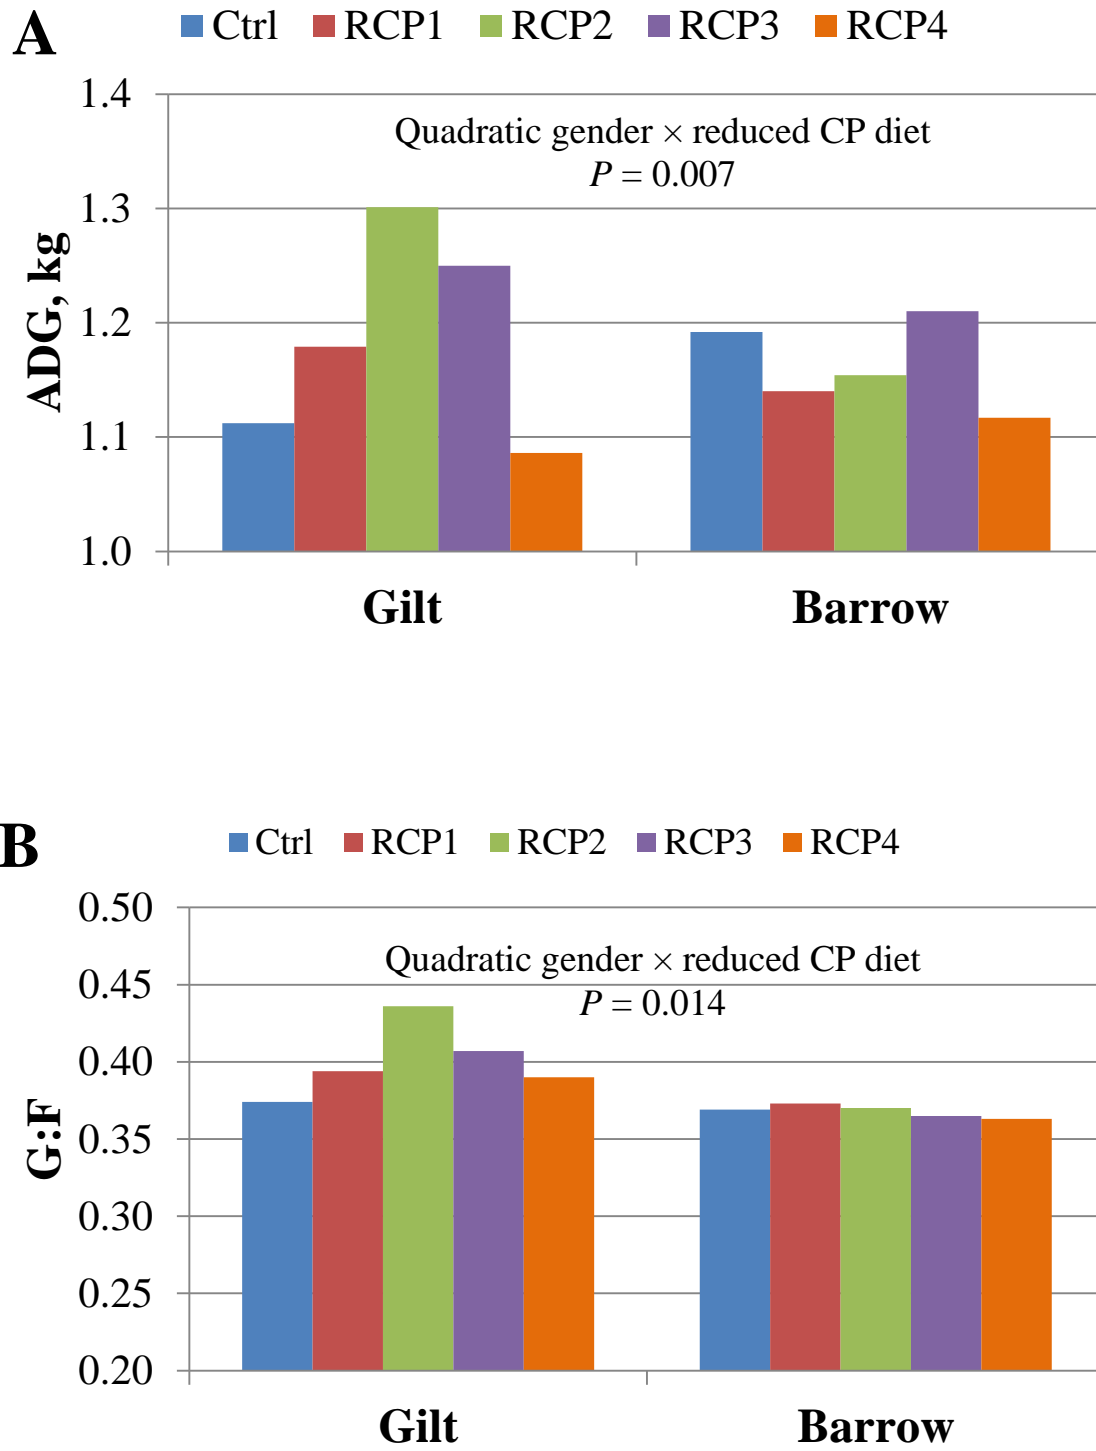 A
Ctrl RCP1 RCP2 RCP3 RCP4
1.4
Quadratic gender × reduced CP diet
P = 0.007
1.3
1.2
1.1
1.0
ADG, kg
Gilt Barrow
B
Ctrl RCP1 RCP2 RCP3 RCP4
0.50
Quadratic gender × reduced CP diet
0.45
P = 0.014
0.40
0.35
0.30
0.25
0.20
G:F
Gilt Barrow